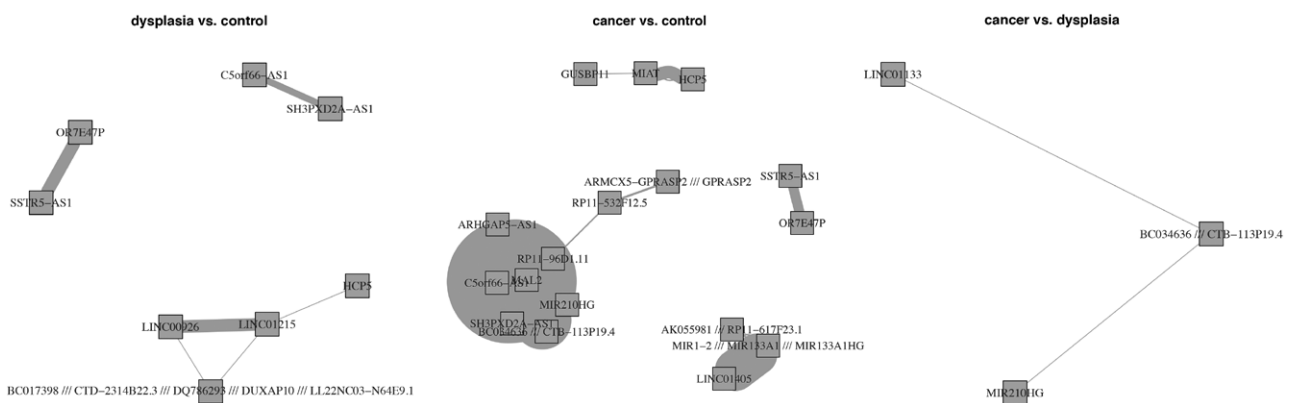 dysplasia vs. control
C5orf66−AS1
SH3PXD2A−AS1
OR7E47P
SSTR5−AS1
HCP5
LINC00926
LINC01215
BC017398 /// CTD−2314B22.3 /// DQ786293 /// DUXAP10 /// LL22NC03−N64E9.1
cancer vs. control
GUSBP11
MIAT
HCP5
ARMCX5−GPRASP2 /// GPRASP2
RP11−532F12.5
SSTR5−AS1
OR7E47P
ARHGAP5−AS1
RP11−96D1.11
C5orf66−AS1
MAL2
MIR210HG
SH3PXD2A−AS1
BC034636 /// CTB−113P19.4
AK055981 /// RP11−617F23.1
MIR1−2 /// MIR133A1 /// MIR133A1HG
LINC01405
cancer vs. dysplasia
LINC01133
BC034636 /// CTB−113P19.4
MIR210HG